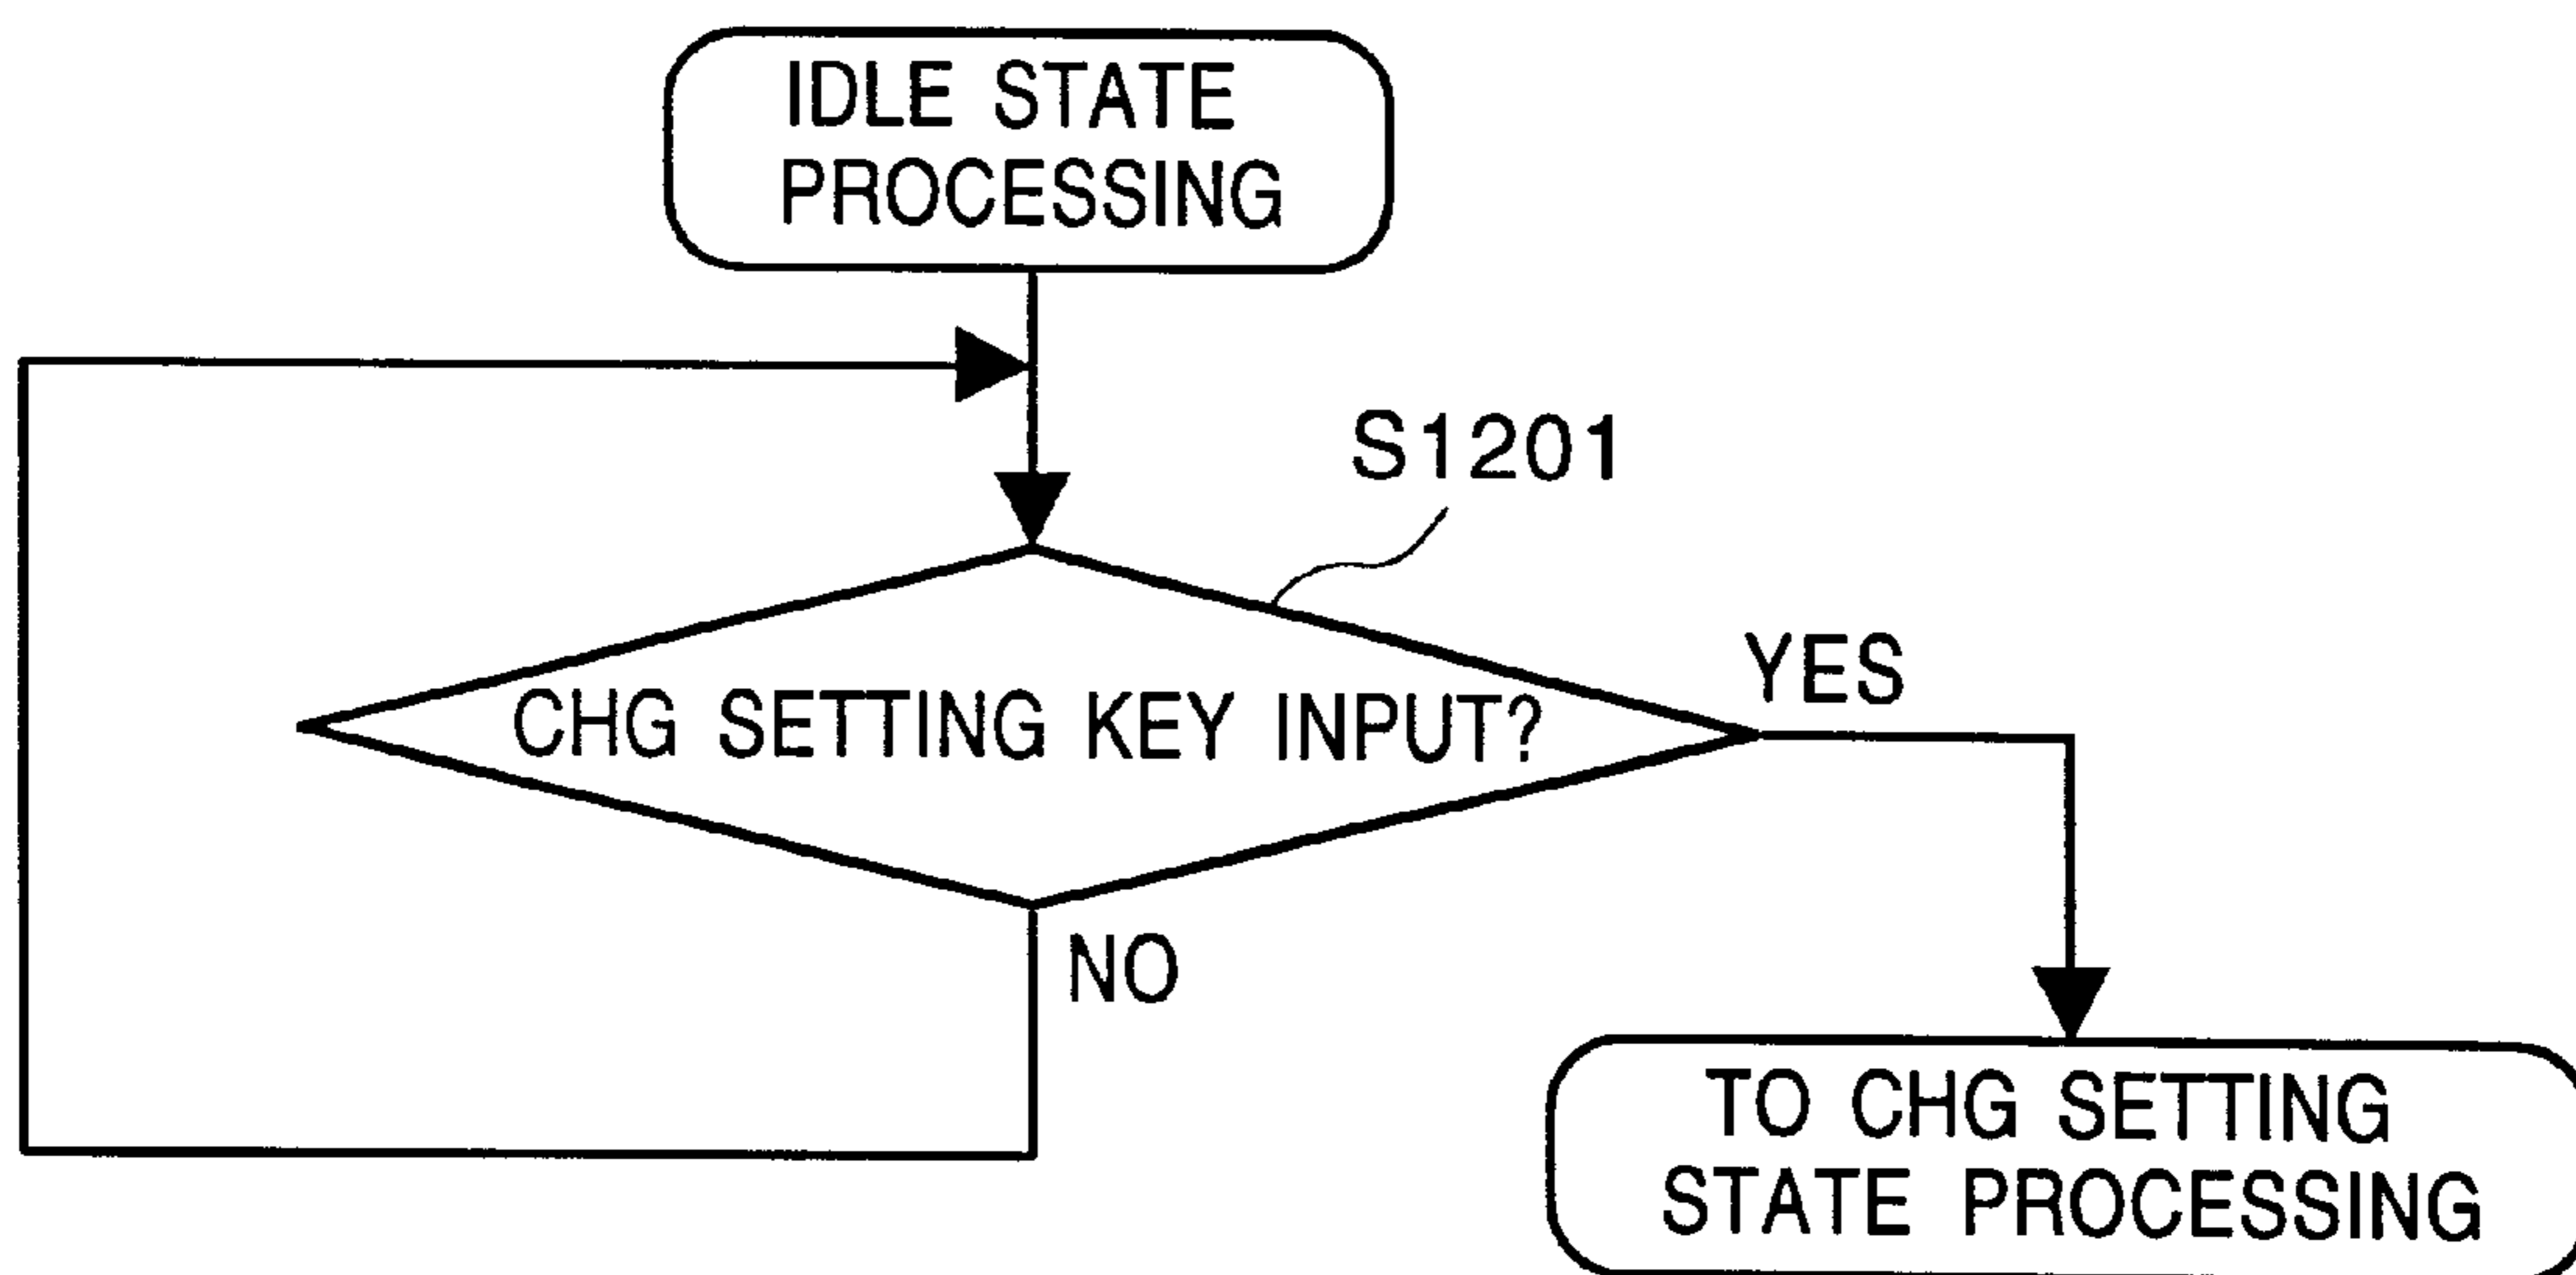 IDLE STATE
PROCESSING
S1201
CHG SETTING KEY INPUT?
YES
NO
TO CHG SETTING
STATE PROCESSING